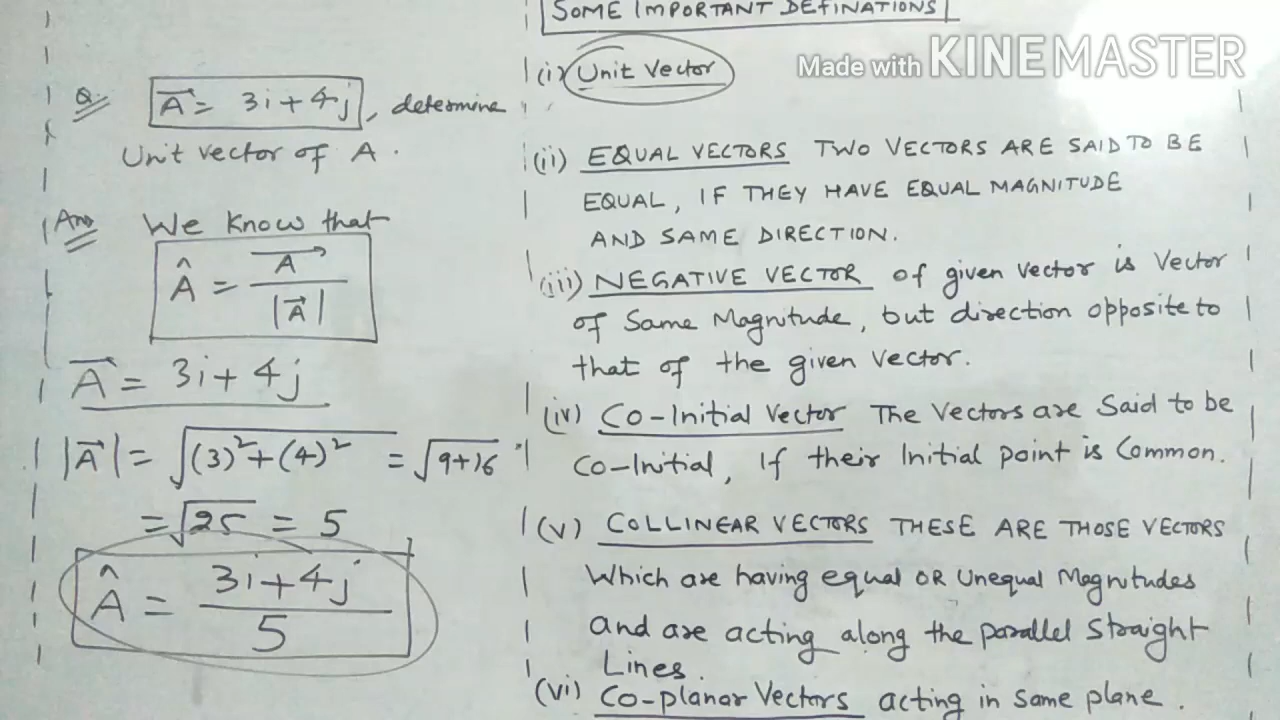 Q. A = 3i + 4j, determine
Unit vector of A.
Ans We know that
Â = A / |A|
A = 3i + 4j
|A| = √(3)² + (4)² = √9+16
= √25 = 5
Â = 3i + 4j / 5
SOME IMPORTANT DEFINATIONS
(i) Unit Vector
Made with KINEMASTER
(ii) EQUAL VECTORS TWO VECTORS ARE SAID TO BE
EQUAL, IF THEY HAVE EQUAL MAGNITUDE
AND SAME DIRECTION.
(iii) NEGATIVE VECTOR of given vector is Vector
of Same Magnitude, but direction opposite to
that of the given vector.
(iv) Co-Initial Vector The Vectors are Said to be
Co-Initial, If their Initial point is Common.
(v) COLLINEAR VECTORS THESE ARE THOSE VECTORS
Which are having equal OR Unequal Magnitudes
and are acting along the parallel Straight
Lines.
(vi) Co-planar Vectors acting in same plane.